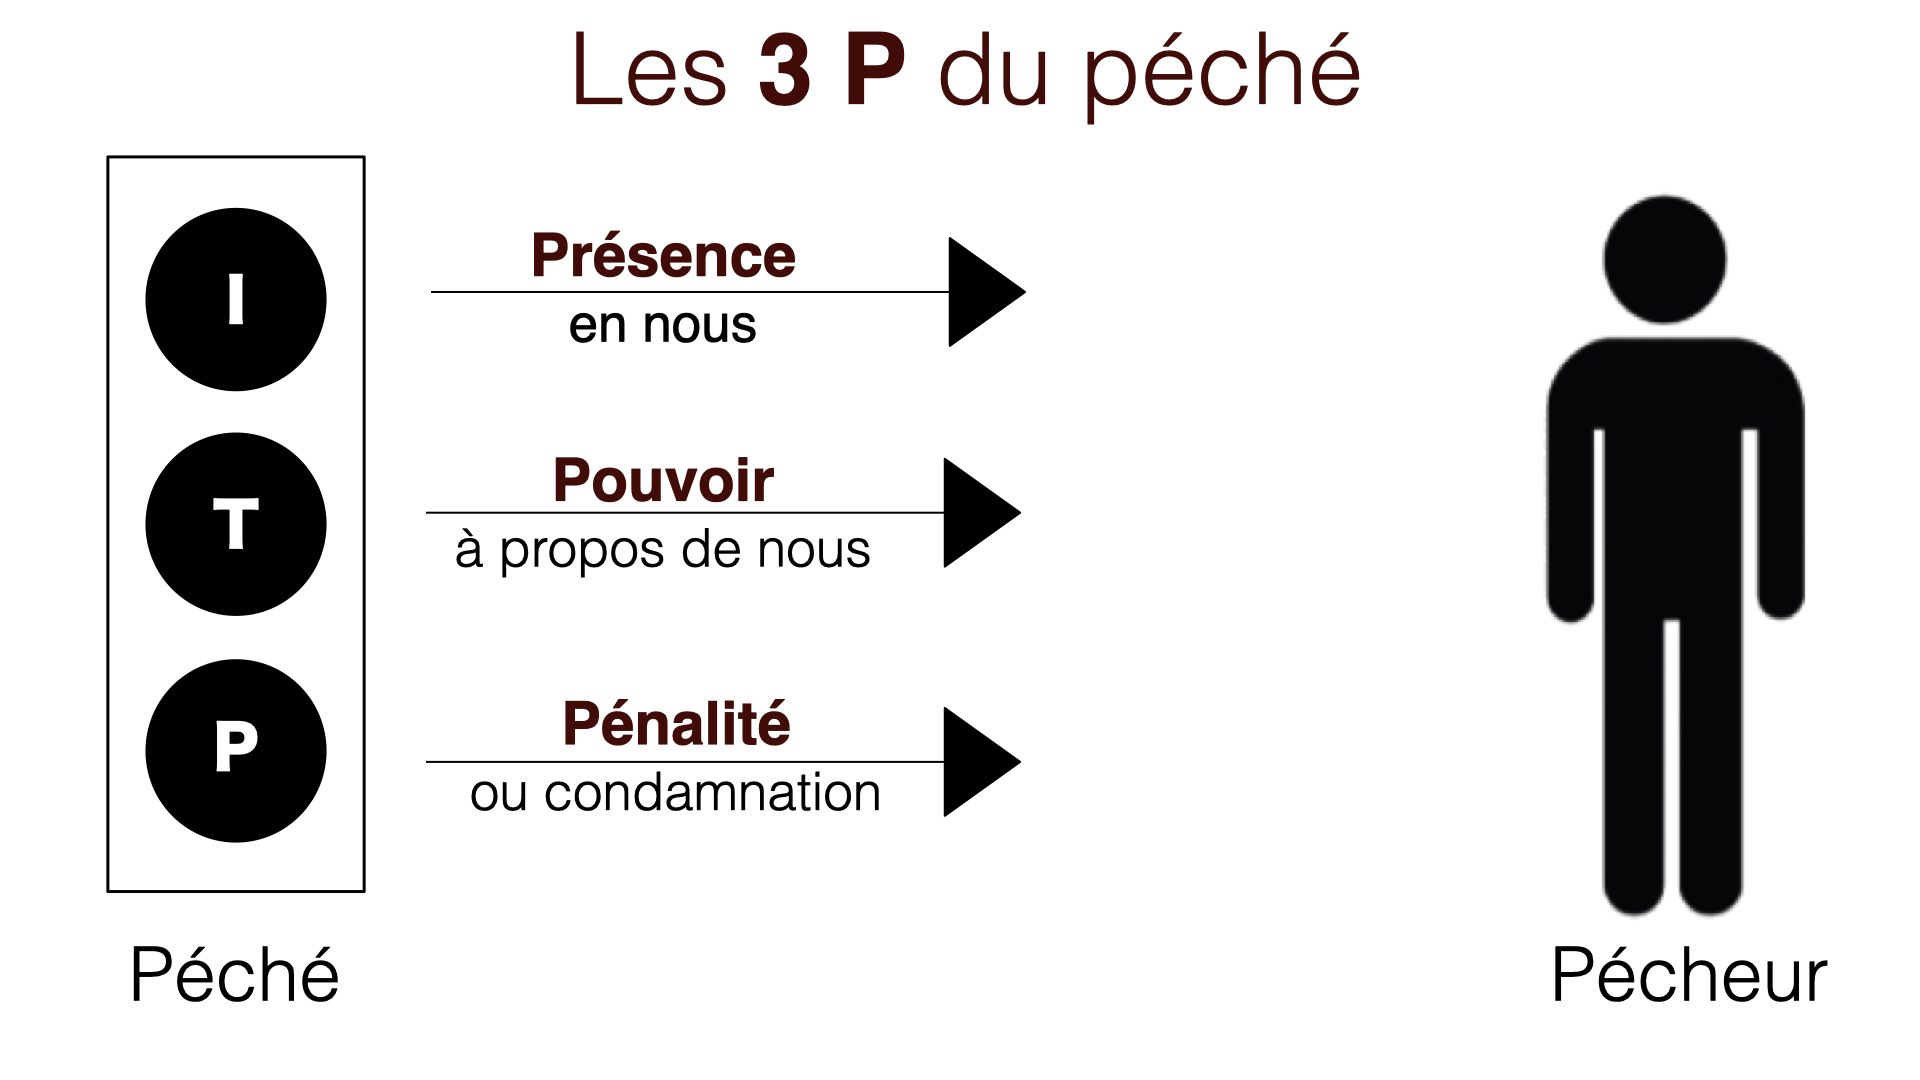 Les 3 P du péché
I
Présence
en nous
T
Pouvoir
à propos de nous
P
Pénalité
ou condamnation
Péché
Pécheur